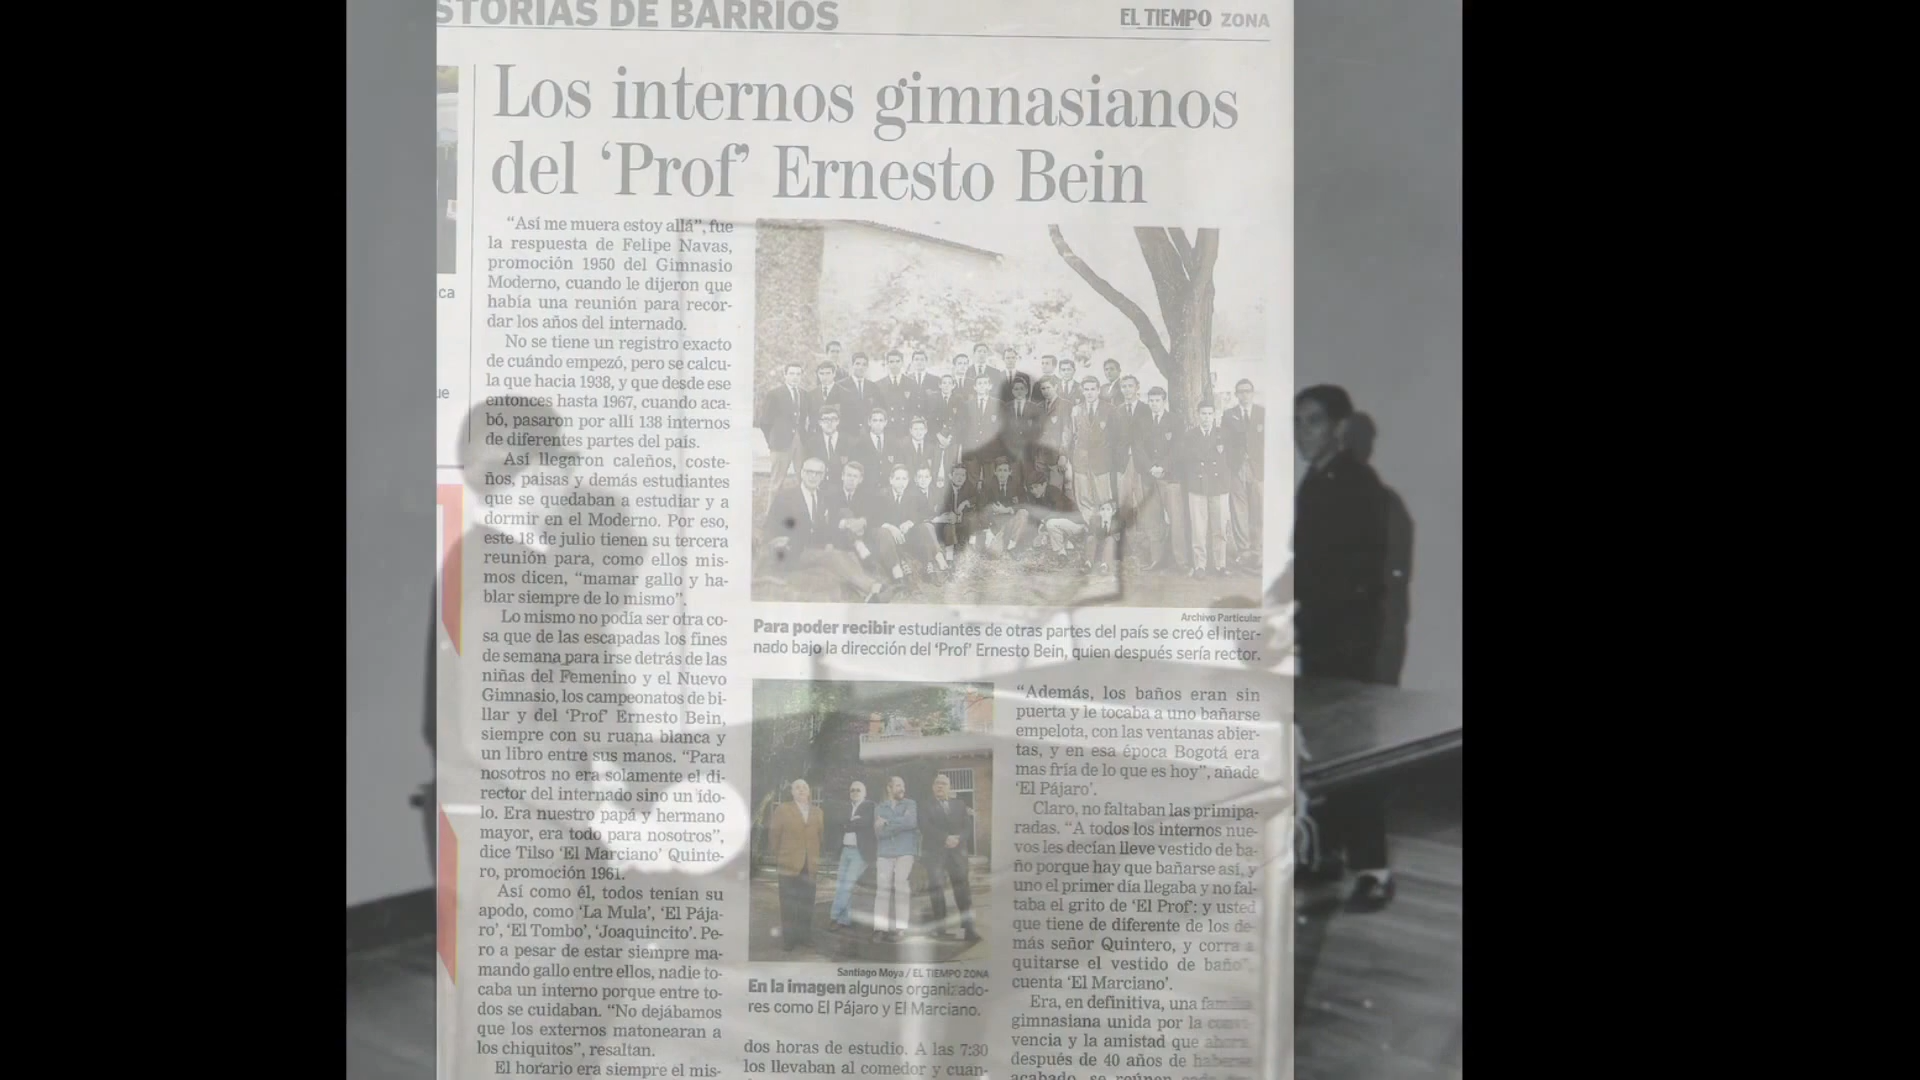 STORIAS DE BARRIOS
EL TIEMPO ZONA
Los internos gimnasianos
del ‘Prof’ Ernesto Bein
ca
ue
“Así me muera estoy allá”, fue
la respuesta de Felipe Navas,
promoción 1950 del Gimnasio
Moderno, cuando le dijeron que
había una reunión para recor-
dar los años del internado.
No se tiene un registro exacto
de cuándo empezó, pero se calcu-
la que hacia 1938, y que desde ese
entonces hasta 1967, cuando aca-
bó, pasaron por allí 138 internos
de diferentes partes del país.
Así llegaron caleños, coste-
ños, paisas y demás estudiantes
que se quedaban a estudiar y a
dormir en el Moderno. Por eso,
este 18 de julio tienen su tercera
reunión para, como ellos mis-
mos dicen, “mamar gallo y ha-
blar siempre de lo mismo”.
Lo mismo no podía ser otra co-
sa que de las escapadas los fines
de semana para irse detrás de las
niñas del Femenino y el Nuevo
Gimnasio, los campeonatos de bi-
llar y del ‘Prof’ Ernesto Bein,
siempre con su ruana blanca y
un libro entre sus manos. “Para
nosotros no era solamente el di-
rector del internado sino un ído-
lo. Era nuestro papá y hermano
mayor, era todo para nosotros”,
dice Tilso ‘El Marciano’ Quinte-
ro, promoción 1961.
Así como él, todos tenían su
apodo, como ‘La Mula’, ‘El Pája-
ro’, ‘El Tombo’, ‘Joaquincito’. Pe-
ro a pesar de estar siempre ma-
mando gallo entre ellos, nadie to-
caba un interno porque entre to-
dos se cuidaban. “No dejábamos
que los externos matonearan a
los chiquitos”, resaltan.
El horario era siempre el mis-
Archivo Particular
Para poder recibir estudiantes de otras partes del país se creó el inter-
nado bajo la dirección del ‘Prof’ Ernesto Bein, quien después sería rector.
Santiago Moya / EL TIEMPO ZONA
En la imagen algunos organizado-
res como El Pájaro y El Marciano.
dos horas de estudio. A las 7:30
los llevaban al comedor y cuan-
“Además, los baños eran sin
puerta y le tocaba a uno bañarse
empelota, con las ventanas abier-
tas, y en esa época Bogotá era
mas fría de lo que es hoy”, añade
‘El Pájaro’.
Claro, no faltaban las primipa-
radas. “A todos los internos nue-
vos les decían lleve vestido de ba-
ño porque hay que bañarse así, y
uno el primer día llegaba y no fal-
taba el grito de ‘El Prof’: y usted
que tiene de diferente de los de-
más señor Quintero, y corra a
quitarse el vestido de baño”,
cuenta ‘El Marciano’.
Era, en definitiva, una familia
gimnasiana unida por la convi-
vencia y la amistad que ahora
después de 40 años de haberse
acabado, se reúnen